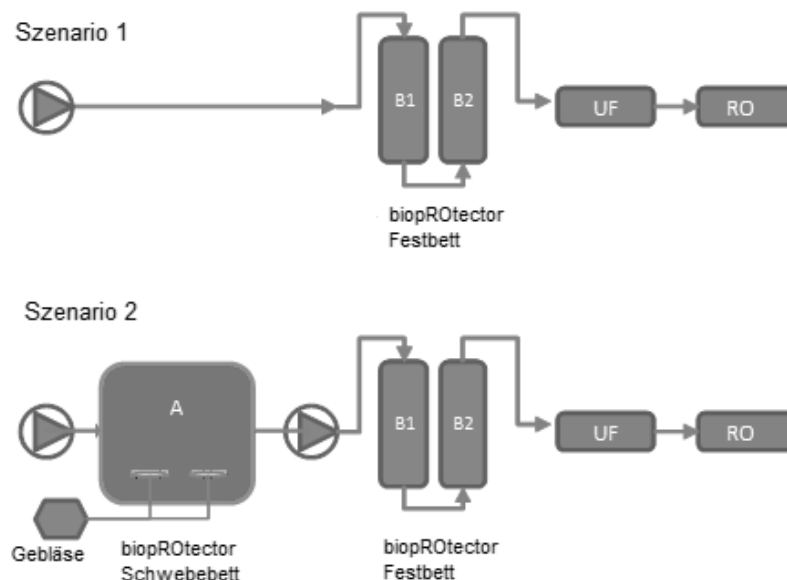 Szenario 1
B1
B2
UF
RO
biopROtector
Festbett
Szenario 2
A
B1
B2
UF
RO
Gebläse
biopROtector
Schwebebett
biopROtector
Festbett